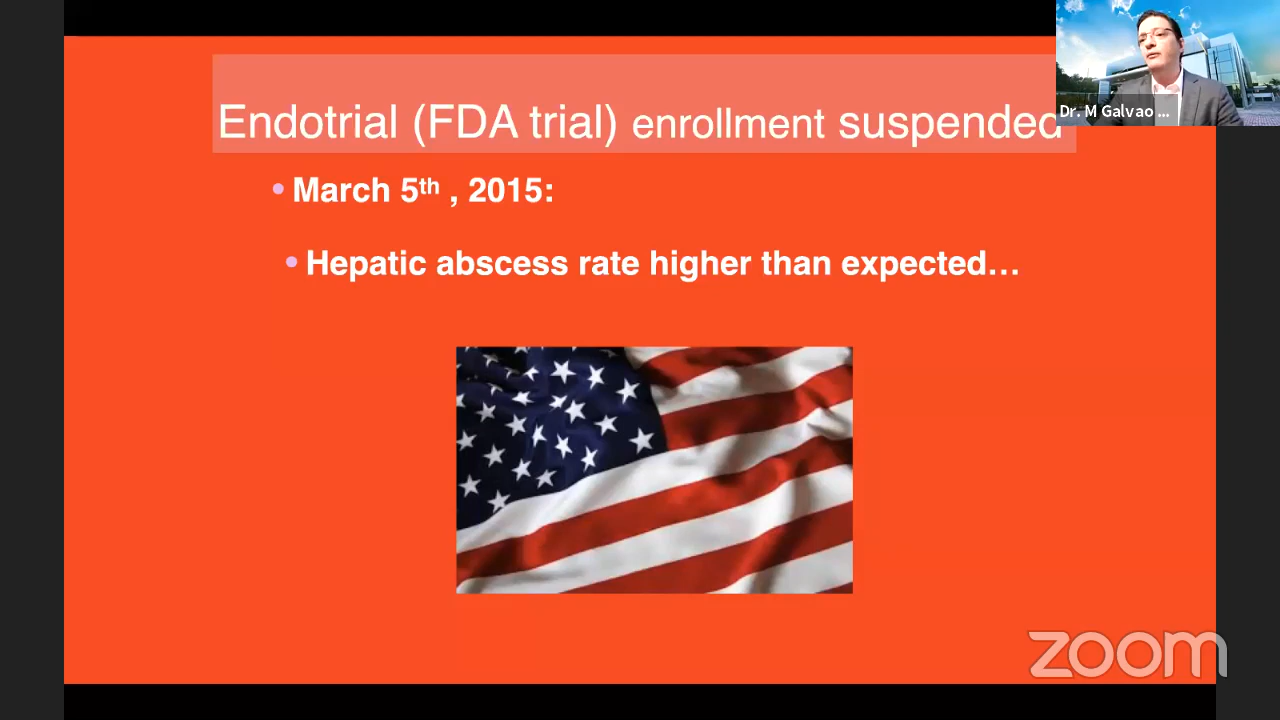 Endotrial (FDA trial) enrollment suspended
• March 5th , 2015:
• Hepatic abscess rate higher than expected…
Dr. M Galvao ...
zoom